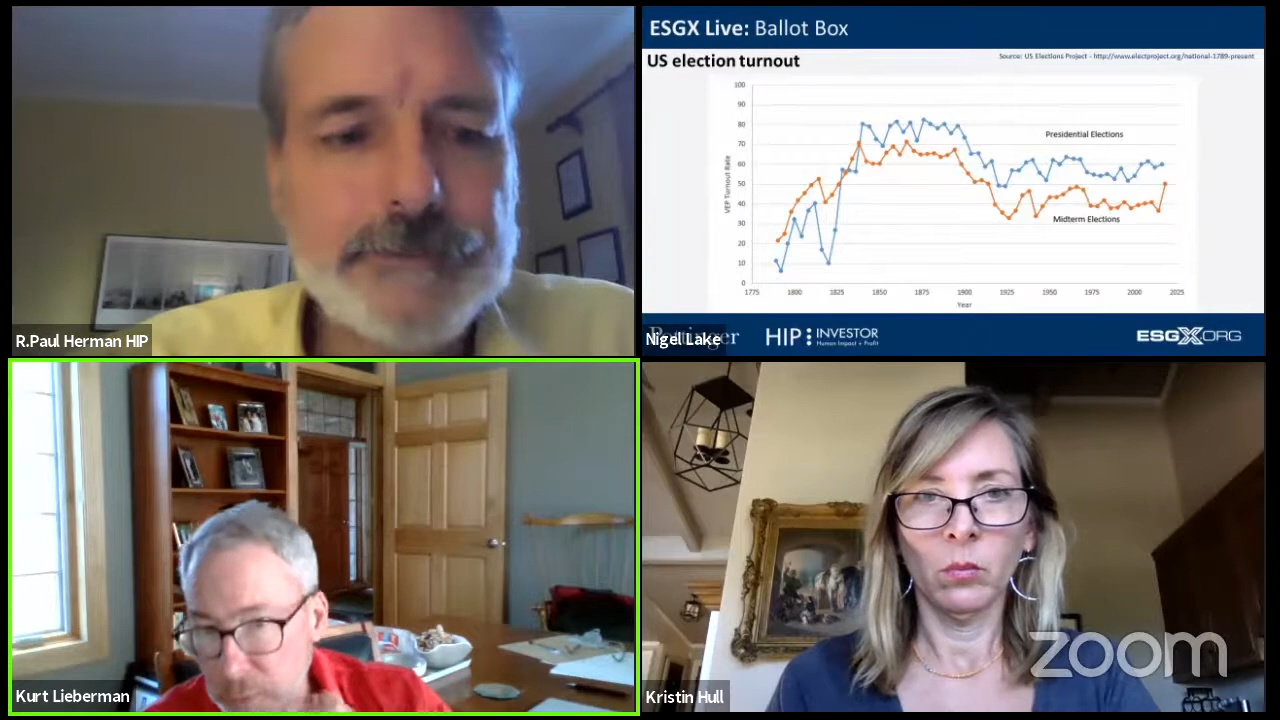 R.Paul Herman HIP
ESGX Live: Ballot Box
US election turnout
Source: US Elections Project - http://www.electproject.org/national-1789-present
100
90
80
70
60
50
40
30
20
10
0
VEP Turnout Rate
Presidential Elections
Midterm Elections
1775 1800 1825 1850 1875 1900 1925 1950 1975 2000 2025
Year
Nigel Lake
HIP: INVESTOR
Human Impact + Profit
ESGX.ORG
Kurt Lieberman
Kristin Hull
zoom